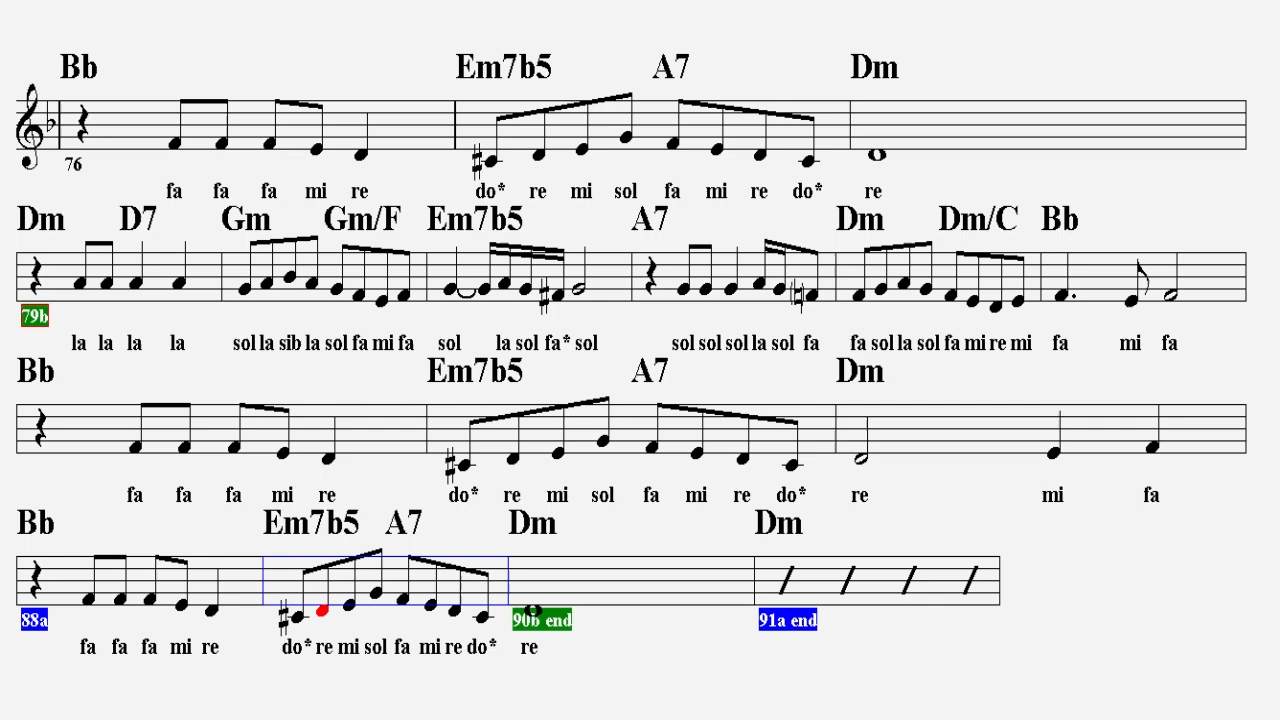 Bb Em7b5 A7 Dm
76
fa fa fa mi re do* re mi sol fa mi re do* re
Dm D7 Gm Gm/F Em7b5 A7 Dm Dm/C Bb
79b
la la la la sol la sib la sol fa mi fa sol la sol fa* sol sol sol sol la sol fa fa sol la sol fa mi re mi fa mi fa
Bb Em7b5 A7 Dm
fa fa fa mi re do* re mi sol fa mi re do* re mi fa
Bb Em7b5 A7 Dm Dm
88a 90b end 91a end
fa fa fa mi re do* re mi sol fa mi re do* re